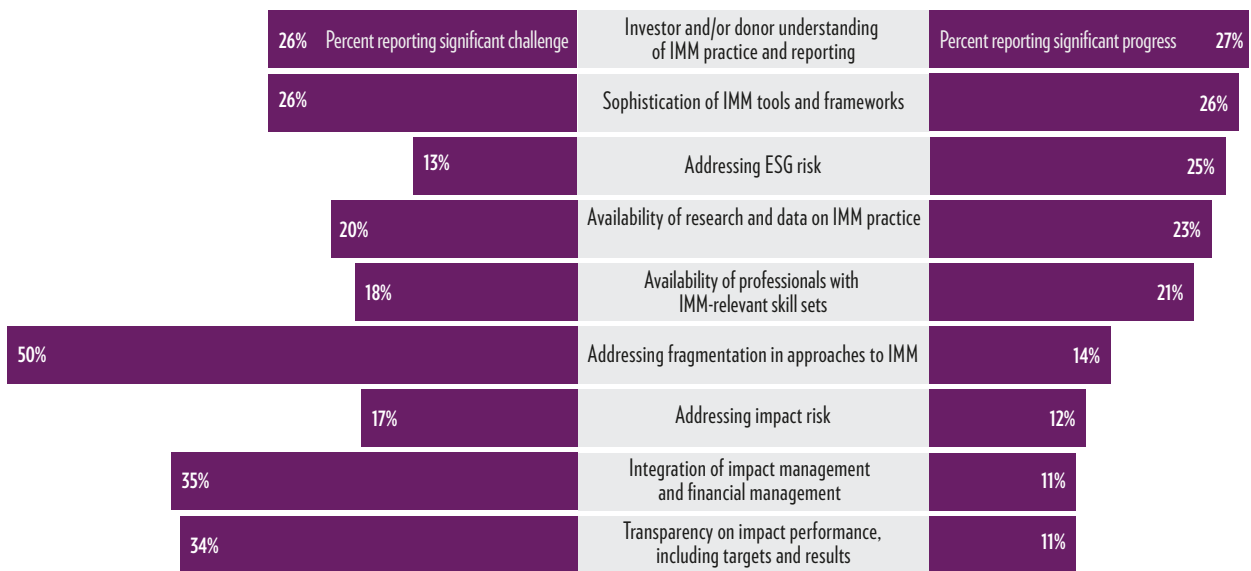 26% Percent reporting significant challenge
Investor and/or donor understanding
of IMM practice and reporting
Percent reporting significant progress 27%
26%
Sophistication of IMM tools and frameworks
26%
13%
Addressing ESG risk
25%
20%
Availability of research and data on IMM practice
23%
18%
Availability of professionals with
IMM-relevant skill sets
21%
50%
Addressing fragmentation in approaches to IMM
14%
17%
Addressing impact risk
12%
35%
Integration of impact management
and financial management
11%
34%
Transparency on impact performance,
including targets and results
11%